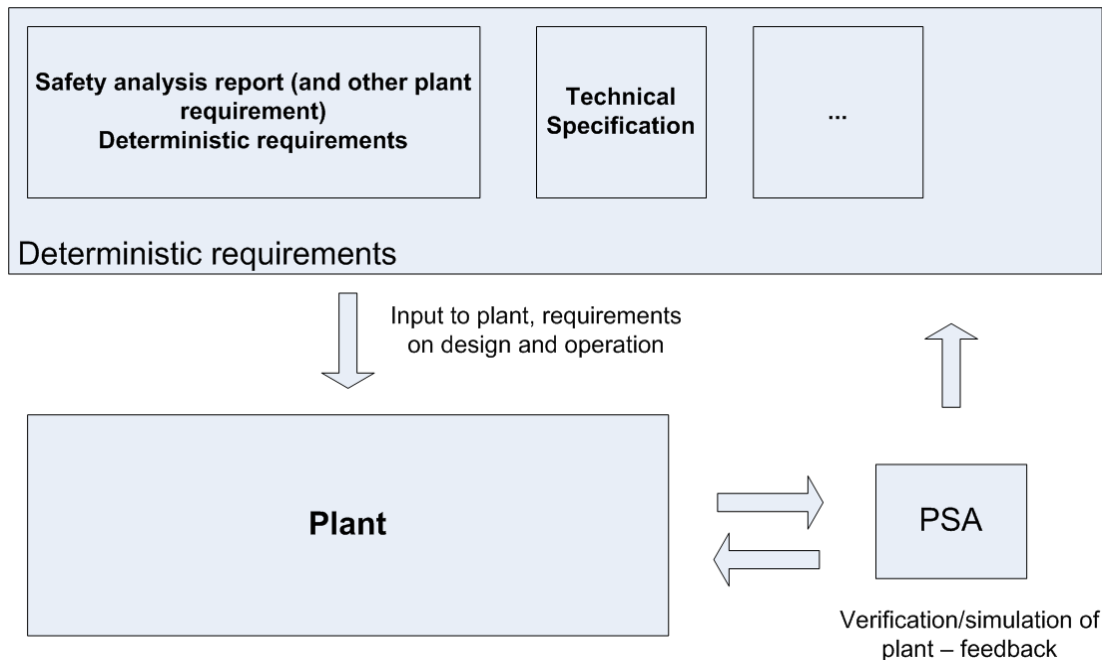 Safety analysis report (and other plant
requirement)
Deterministic requirements
Technical
Specification
...
Deterministic requirements
Input to plant, requirements
on design and operation
Plant
PSA
Verification/simulation of
plant – feedback